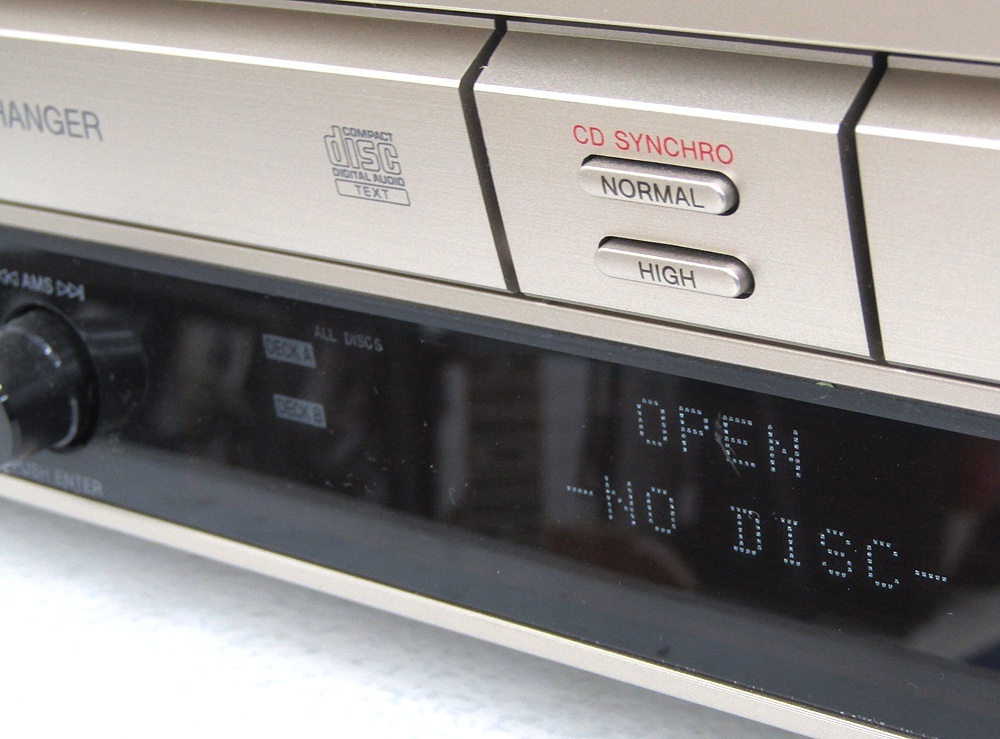 HANGER
COMPACT
disc
DIGITAL AUDIO
TEXT
CD SYNCHRO
NORMAL
HIGH
AMS
ALL DISCS
DECK A
DECK B
ENTER
OPEN
-NO DISC-